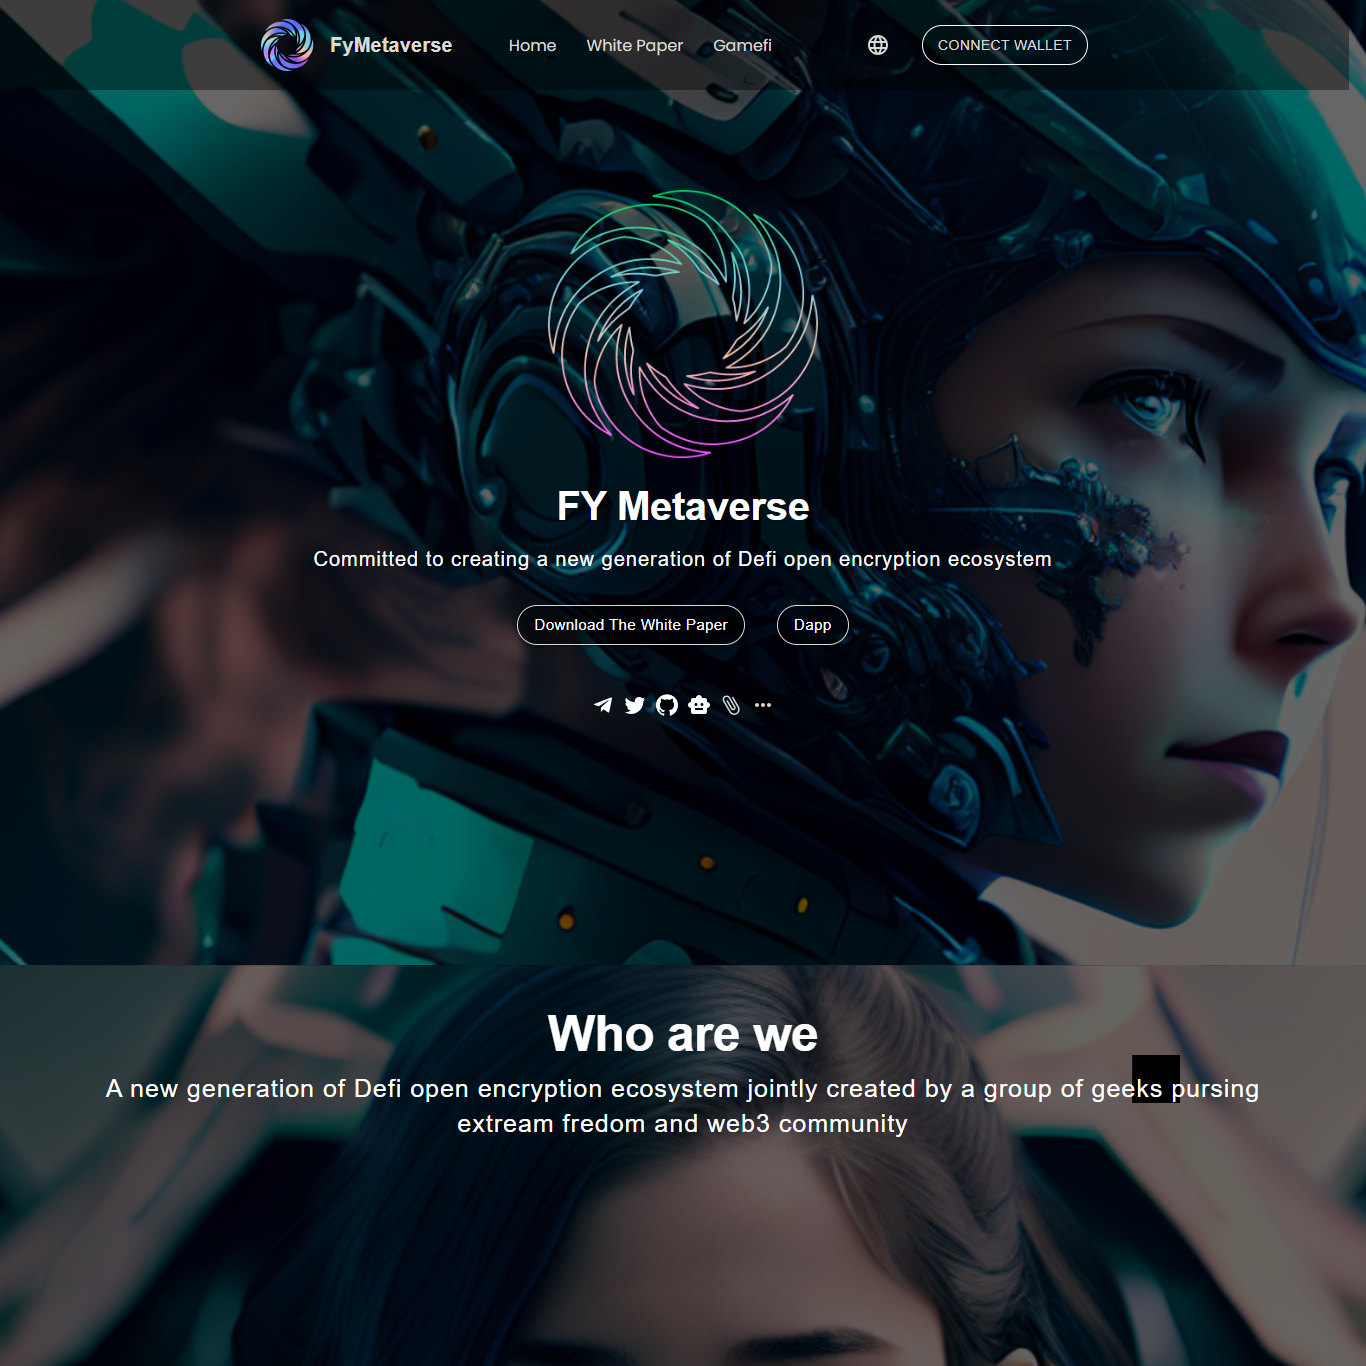 FyMetaverse
Home
White Paper
Gamefi
CONNECT WALLET
FY Metaverse
Committed to creating a new generation of Defi open encryption ecosystem
Download The White Paper
Dapp
Who are we
A new generation of Defi open encryption ecosystem jointly created by a group of geeks pursing
extream fredom and web3 community